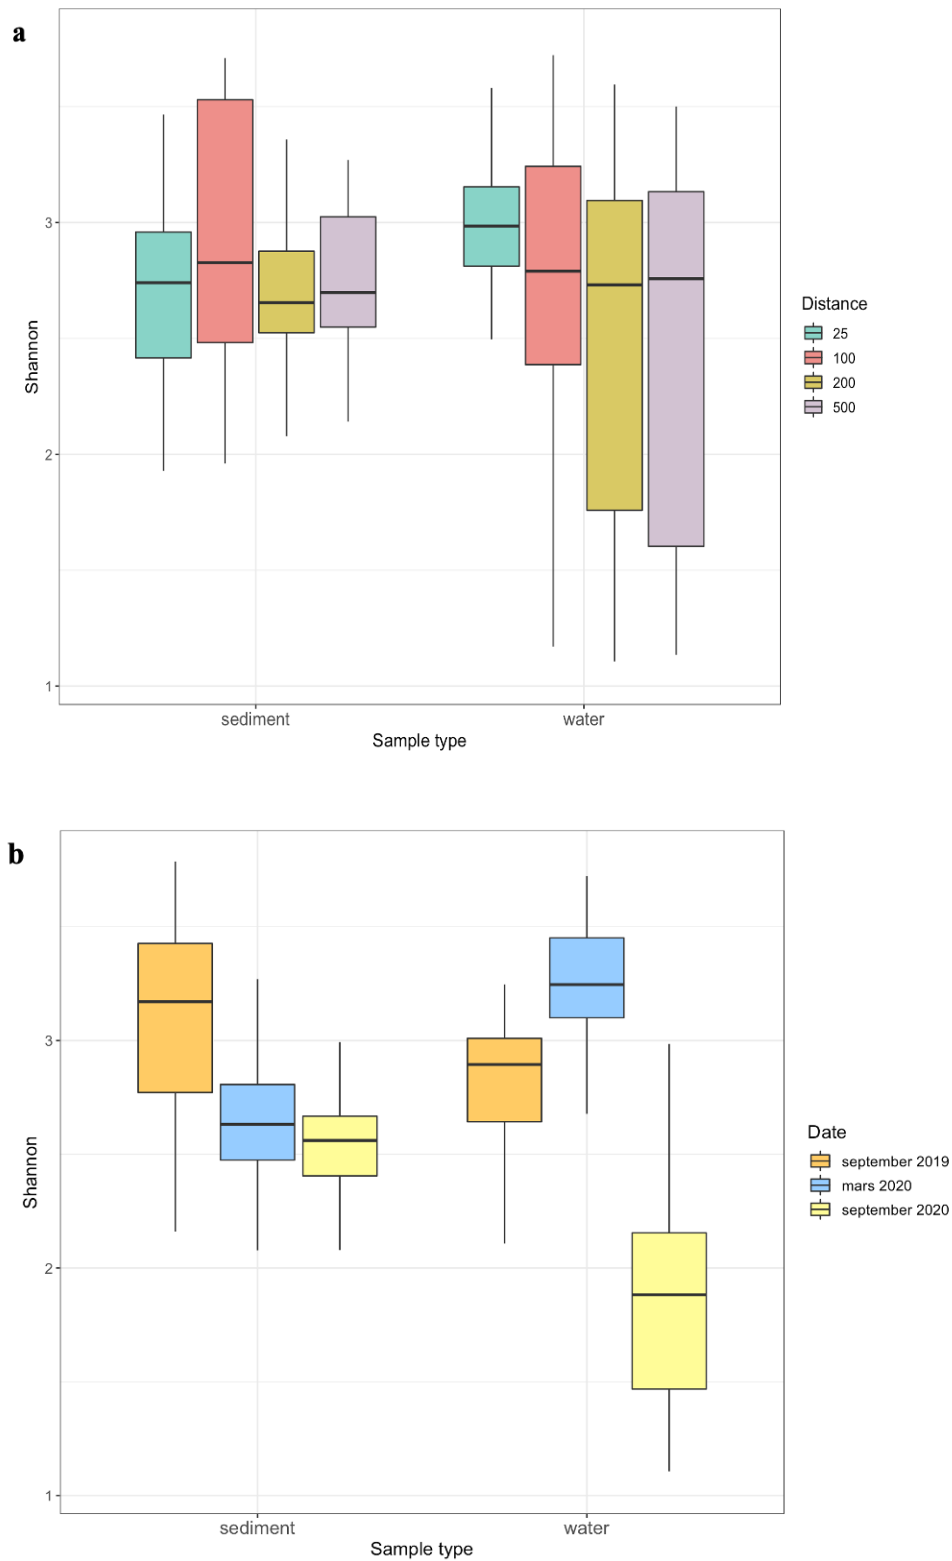 a
3
2
1
Shannon
sediment
water
Sample type
Distance
25
100
200
500
b
3
2
1
Shannon
sediment
water
Sample type
Date
september 2019
mars 2020
september 2020